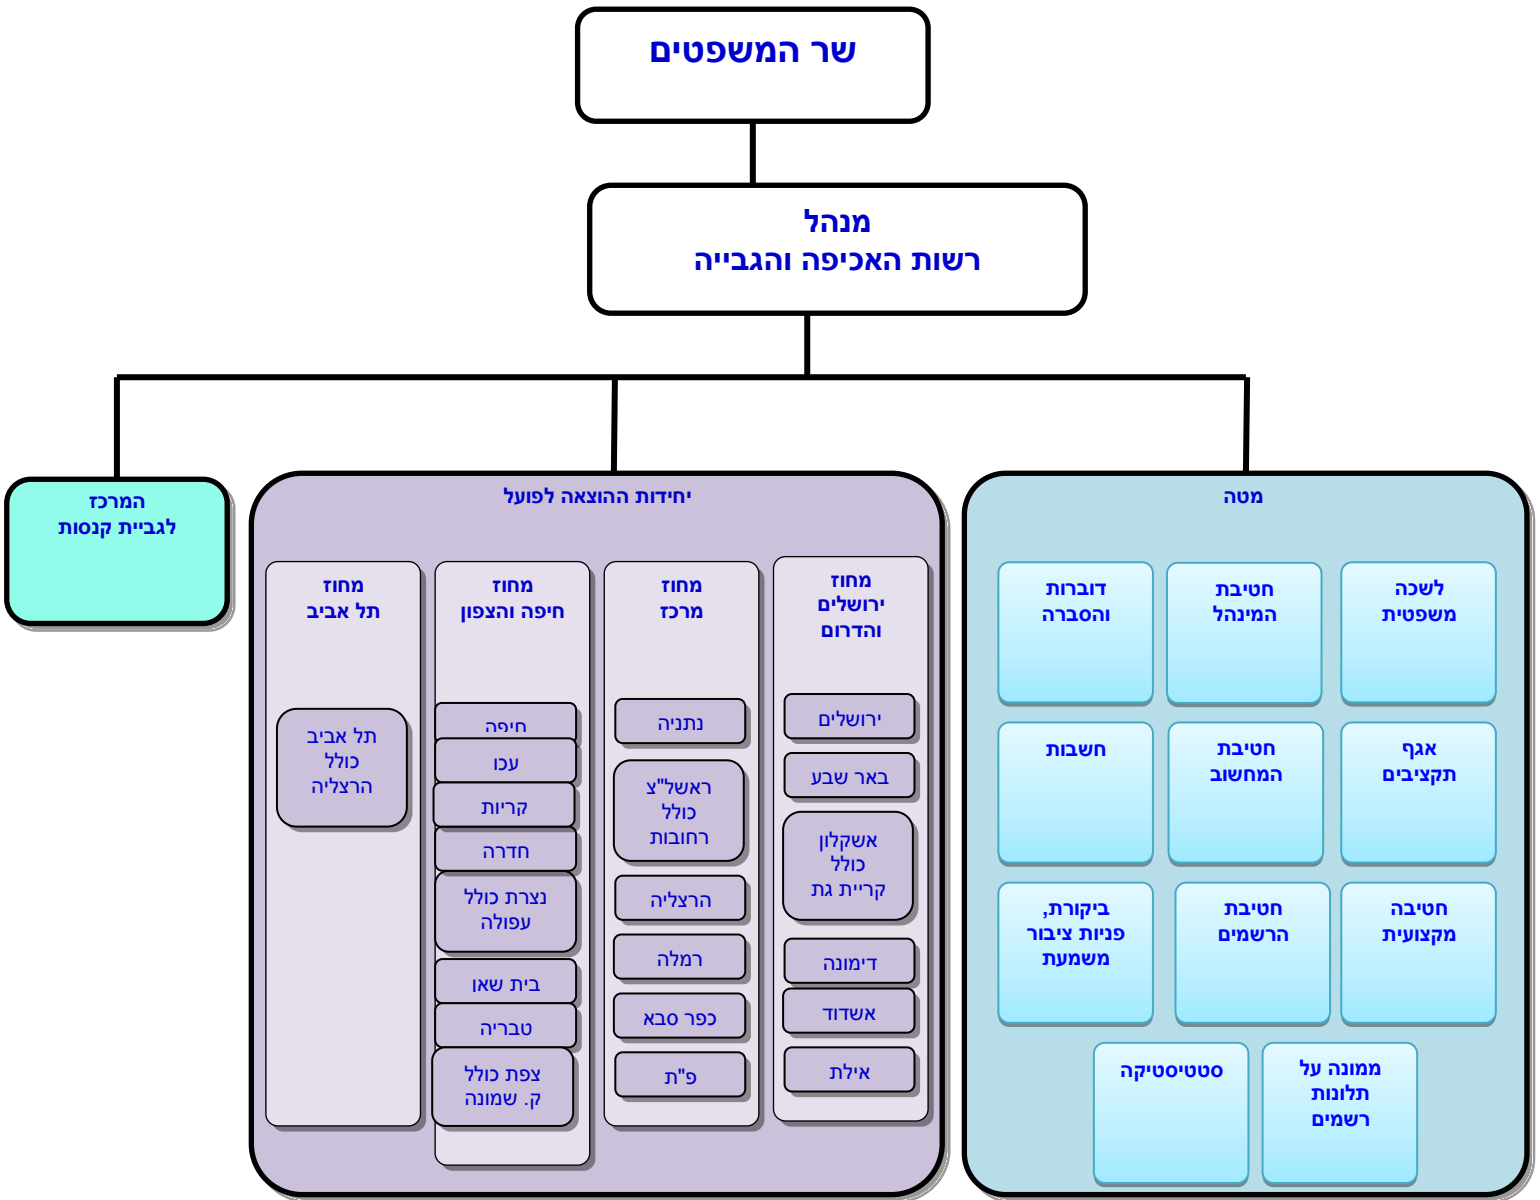 שר המשפטים
מנהל
רשות האכיפה והגבייה
מטה
לשכה
משפטית
חטיבת
המינהל
דוברות
והסברה
אגף
תקציבים
חטיבת
המחשוב
חשבות
חטיבה
מקצועית
חטיבת
הרשמים
ביקורת,
פניות ציבור
משמעת
ממונה על
תלונות
רשמים
סטטיסטיקה
יחידות ההוצאה לפועל
מחוז
ירושלים
והדרום
ירושלים
באר שבע
אשקלון
כולל
קריית גת
דימונה
אשדוד
אילת
מחוז
מרכז
נתניה
ראשל"צ
כולל
רחובות
הרצליה
רמלה
כפר סבא
פ"ת
מחוז
חיפה והצפון
חיפה
עכו
קריות
חדרה
נצרת כולל
עפולה
בית שאן
טבריה
צפת כולל
ק. שמונה
מחוז
תל אביב
תל אביב
כולל
הרצליה
המרכז
לגביית קנסות